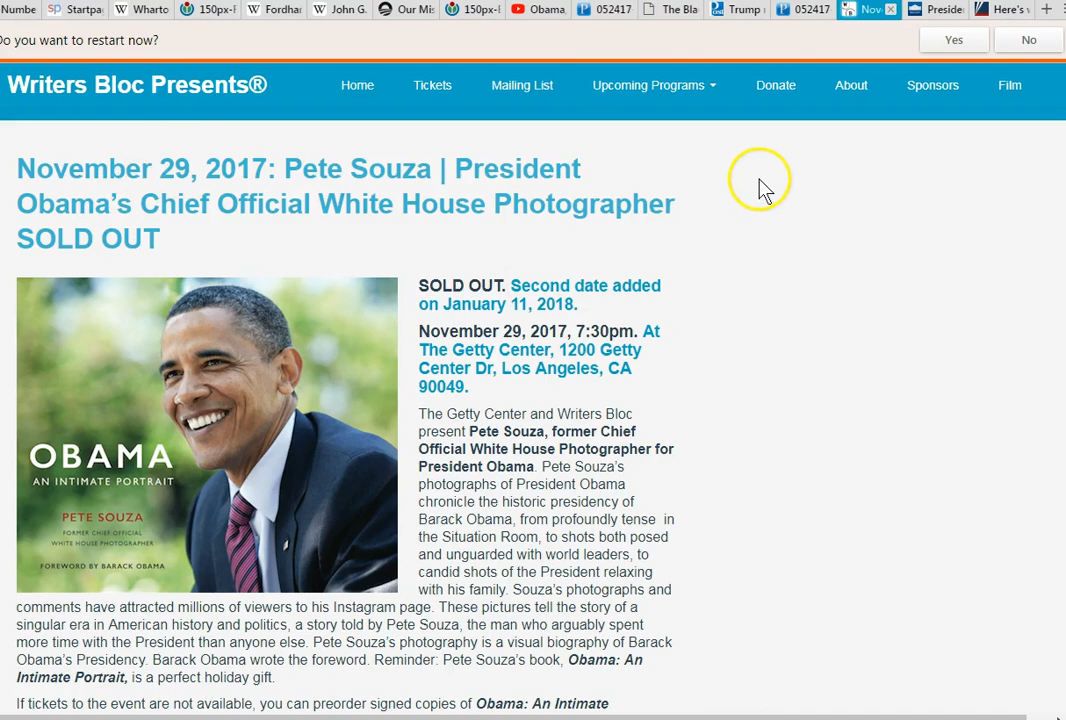 Numbe Startpa Wharto 150px- Fordhar John G. Our Mis 150px- Obama, 052417 The Bla Trump 052417 Nov Preside Here's
Do you want to restart now? Yes No
Writers Bloc Presents® Home Tickets Mailing List Upcoming Programs Donate About Sponsors Film
November 29, 2017: Pete Souza | President
Obama's Chief Official White House Photographer
SOLD OUT
OBAMA
AN INTIMATE PORTRAIT
PETE SOUZA
FORMER CHIEF OFFICIAL
WHITE HOUSE PHOTOGRAPHER
FOREWORD BY BARACK OBAMA
SOLD OUT. Second date added
on January 11, 2018.
November 29, 2017, 7:30pm. At
The Getty Center, 1200 Getty
Center Dr, Los Angeles, CA
90049.
The Getty Center and Writers Bloc
present Pete Souza, former Chief
Official White House Photographer for
President Obama. Pete Souza's
photographs of President Obama
chronicle the historic presidency of
Barack Obama, from profoundly tense in
the Situation Room, to shots both posed
and unguarded with world leaders, to
candid shots of the President relaxing
with his family. Souza's photographs and
comments have attracted millions of viewers to his Instagram page. These pictures tell the story of a
singular era in American history and politics, a story told by Pete Souza, the man who arguably spent
more time with the President than anyone else. Pete Souza's photography is a visual biography of Barack
Obama's Presidency. Barack Obama wrote the foreword. Reminder: Pete Souza's book, Obama: An
Intimate Portrait, is a perfect holiday gift.
If tickets to the event are not available, you can preorder signed copies of Obama: An Intimate